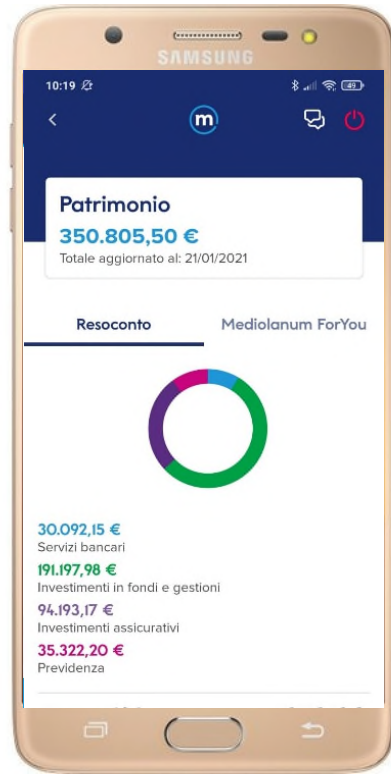 SAMSUNG
10:19
49
m
Patrimonio
350.805,50 €
Totale aggiornato al: 21/01/2021
Resoconto
Mediolanum ForYou
30.092,15 €
Servizi bancari
191.197,98 €
Investimenti in fondi e gestioni
94.193,17 €
Investimenti assicurativi
35.322,20 €
Previdenza